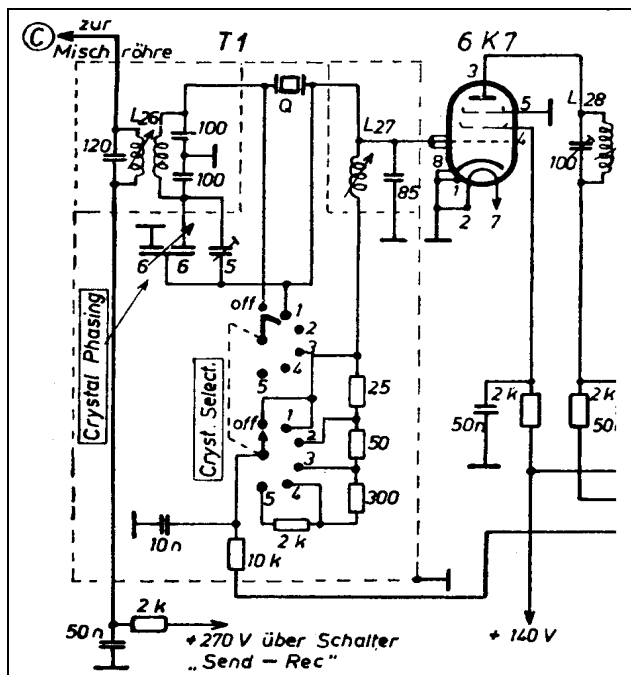 C
zur
Mischröhre
T1
6 K7
3
5
Q
L26
120
100
100
L27
85
8
1
2
4
7
L 28
100
6
6
5
off
1
2
3
4
5
Crystal Phasing
Cryst. Select.
off
1
2
3
4
5
25
50
300
2 k
10 n
10 k
50n
2 k
2 k
50
50n
2 k
+270 V über Schalter
„Send – Rec"
+ 140 V